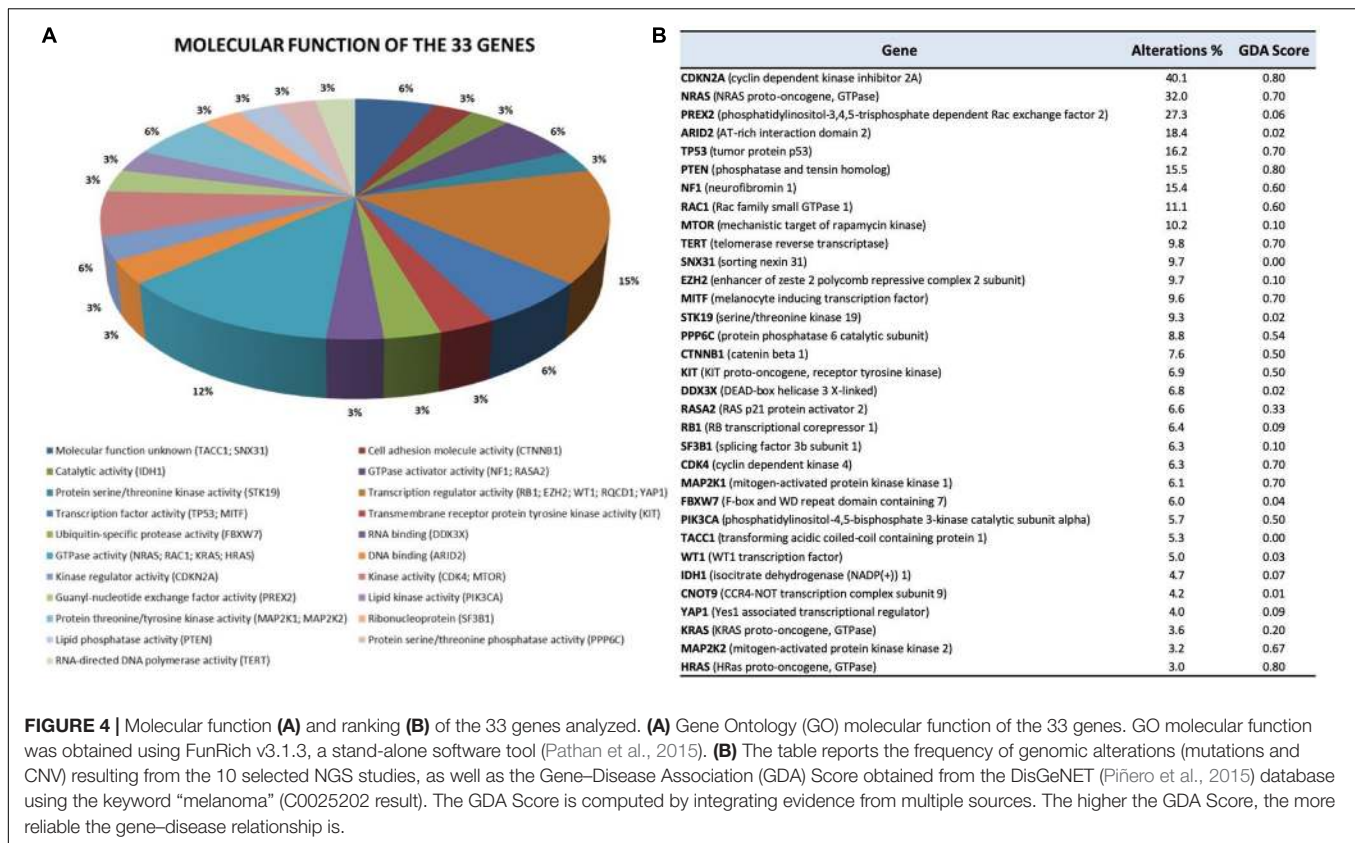 A
MOLECULAR FUNCTION OF THE 33 GENES
3%
3%
3%
3%
6%
3%
3%
6%
3%
3%
12%
3%
3%
3%
6%
15%
3%
6%
3%
3%
6%
■ Molecular function unknown (TACC1; SNX31)
■ Cell adhesion molecule activity (CTNNB1)
■ Catalytic activity (IDH1)
■ GTPase activator activity (NF1; RASA2)
■ Protein serine/threonine kinase activity (STK19)
■ Transcription regulator activity (RB1; EZH2; WT1; RQCD1; YAP1)
■ Transcription factor activity (TP53; MITF)
■ Transmembrane receptor protein tyrosine kinase activity (KIT)
■ Ubiquitin-specific protease activity (FBXW7)
■ RNA binding (DDX3X)
■ GTPase activity (NRAS; RAC1; KRAS; HRAS)
■ DNA binding (ARID2)
■ Kinase regulator activity (CDKN2A)
■ Kinase activity (CDK4; MTOR)
■ Guanyl-nucleotide exchange factor activity (PREX2)
■ Lipid kinase activity (PIK3CA)
■ Protein threonine/tyrosine kinase activity (MAP2K1; MAP2K2)
■ Ribonucleoprotein (SF3B1)
■ Lipid phosphatase activity (PTEN)
■ Protein serine/threonine phosphatase activity (PPP6C)
■ RNA-directed DNA polymerase activity (TERT)
B
Gene Alterations % GDA Score
CDKN2A (cyclin dependent kinase inhibitor 2A) 40.1 0.80
NRAS (NRAS proto-oncogene, GTPase) 32.0 0.70
PREX2 (phosphatidylinositol-3,4,5-trisphosphate dependent Rac exchange factor 2) 27.3 0.06
ARID2 (AT-rich interaction domain 2) 18.4 0.02
TP53 (tumor protein p53) 16.2 0.70
PTEN (phosphatase and tensin homolog) 15.5 0.80
NF1 (neurofibromin 1) 15.4 0.60
RAC1 (Rac family small GTPase 1) 11.1 0.60
MTOR (mechanistic target of rapamycin kinase) 10.2 0.10
TERT (telomerase reverse transcriptase) 9.8 0.70
SNX31 (sorting nexin 31) 9.7 0.00
EZH2 (enhancer of zeste 2 polycomb repressive complex 2 subunit) 9.7 0.10
MITF (melanocyte inducing transcription factor) 9.6 0.70
STK19 (serine/threonine kinase 19) 9.3 0.02
PPP6C (protein phosphatase 6 catalytic subunit) 8.8 0.54
CTNNB1 (catenin beta 1) 7.6 0.50
KIT (KIT proto-oncogene, receptor tyrosine kinase) 6.9 0.50
DDX3X (DEAD-box helicase 3 X-linked) 6.8 0.02
RASA2 (RAS p21 protein activator 2) 6.6 0.33
RB1 (RB transcriptional corepressor 1) 6.4 0.09
SF3B1 (splicing factor 3b subunit 1) 6.3 0.10
CDK4 (cyclin dependent kinase 4) 6.3 0.70
MAP2K1 (mitogen-activated protein kinase kinase 1) 6.1 0.70
FBXW7 (F-box and WD repeat domain containing 7) 6.0 0.04
PIK3CA (phosphatidylinositol-4,5-bisphosphate 3-kinase catalytic subunit alpha) 5.7 0.50
TACC1 (transforming acidic coiled-coil containing protein 1) 5.3 0.00
WT1 (WT1 transcription factor) 5.0 0.03
IDH1 (isocitrate dehydrogenase (NADP(+)) 1) 4.7 0.07
CNOT9 (CCR4-NOT transcription complex subunit 9) 4.2 0.01
YAP1 (Yes1 associated transcriptional regulator) 4.0 0.09
KRAS (KRAS proto-oncogene, GTPase) 3.6 0.20
MAP2K2 (mitogen-activated protein kinase kinase 2) 3.2 0.67
HRAS (HRas proto-oncogene, GTPase) 3.0 0.80
FIGURE 4 | Molecular function (A) and ranking (B) of the 33 genes analyzed. (A) Gene Ontology (GO) molecular function of the 33 genes. GO molecular function
was obtained using FunRich v3.1.3, a stand-alone software tool (Pathan et al., 2015). (B) The table reports the frequency of genomic alterations (mutations and
CNV) resulting from the 10 selected NGS studies, as well as the Gene–Disease Association (GDA) Score obtained from the DisGeNET (Piñero et al., 2015) database
using the keyword “melanoma” (C0025202 result). The GDA Score is computed by integrating evidence from multiple sources. The higher the GDA Score, the more
reliable the gene–disease relationship is.